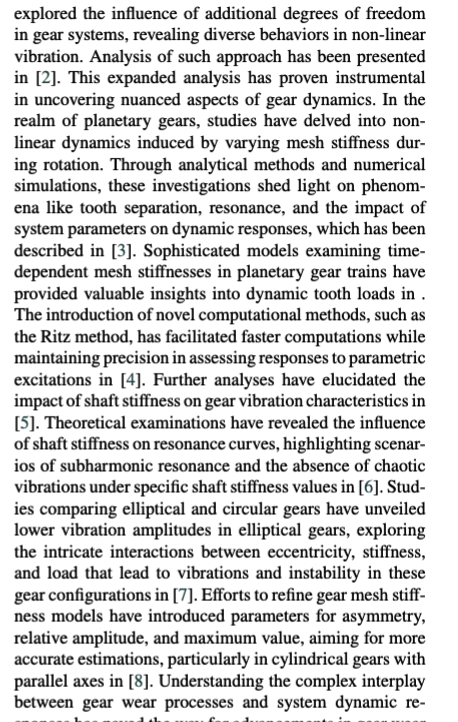 explored the influence of additional degrees of freedom
in gear systems, revealing diverse behaviors in non-linear
vibration. Analysis of such approach has been presented
in [2]. This expanded analysis has proven instrumental
in uncovering nuanced aspects of gear dynamics. In the
realm of planetary gears, studies have delved into non-
linear dynamics induced by varying mesh stiffness dur-
ing rotation. Through analytical methods and numerical
simulations, these investigations shed light on phenom-
ena like tooth separation, resonance, and the impact of
system parameters on dynamic responses, which has been
described in [3]. Sophisticated models examining time-
dependent mesh stiffnesses in planetary gear trains have
provided valuable insights into dynamic tooth loads in .
The introduction of novel computational methods, such as
the Ritz method, has facilitated faster computations while
maintaining precision in assessing responses to parametric
excitations in [4]. Further analyses have elucidated the
impact of shaft stiffness on gear vibration characteristics in
[5]. Theoretical examinations have revealed the influence
of shaft stiffness on resonance curves, highlighting scenar-
ios of subharmonic resonance and the absence of chaotic
vibrations under specific shaft stiffness values in [6]. Stud-
ies comparing elliptical and circular gears have unveiled
lower vibration amplitudes in elliptical gears, exploring
the intricate interactions between eccentricity, stiffness,
and load that lead to vibrations and instability in these
gear configurations in [7]. Efforts to refine gear mesh stiff-
ness models have introduced parameters for asymmetry,
relative amplitude, and maximum value, aiming for more
accurate estimations, particularly in cylindrical gears with
parallel axes in [8]. Understanding the complex interplay
between gear wear processes and system dynamic re-